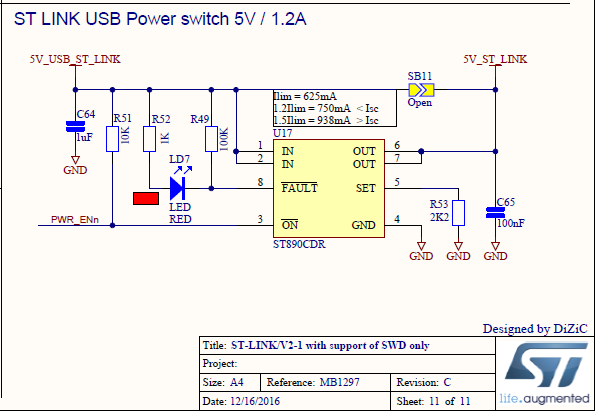 ST LINK USB Power switch 5V / 1.2A
5V_USB_ST_LINK
5V_ST_LINK
SB11
Open
Ilim = 625mA
1.2Ilim = 750mA < Isc
1.5Ilim = 938mA > Isc
C64
1uF
GND
R51
10K
R52
1K
R49
100K
U17
1 IN OUT 6
2 IN OUT 7
LD7
8 FAULT SET 5
LED
RED
R53
2K2
C65
100nF
PWR_ENn
3 ON GND 4
ST890CDR
GND GND GND
Designed by DiZiC
Title: ST-LINK/V2-1 with support of SWD only
Project:
Size: A4 Reference: MB1297 Revision: C
Date: 12/16/2016 Sheet: 11 of 11
ST
life.augmented